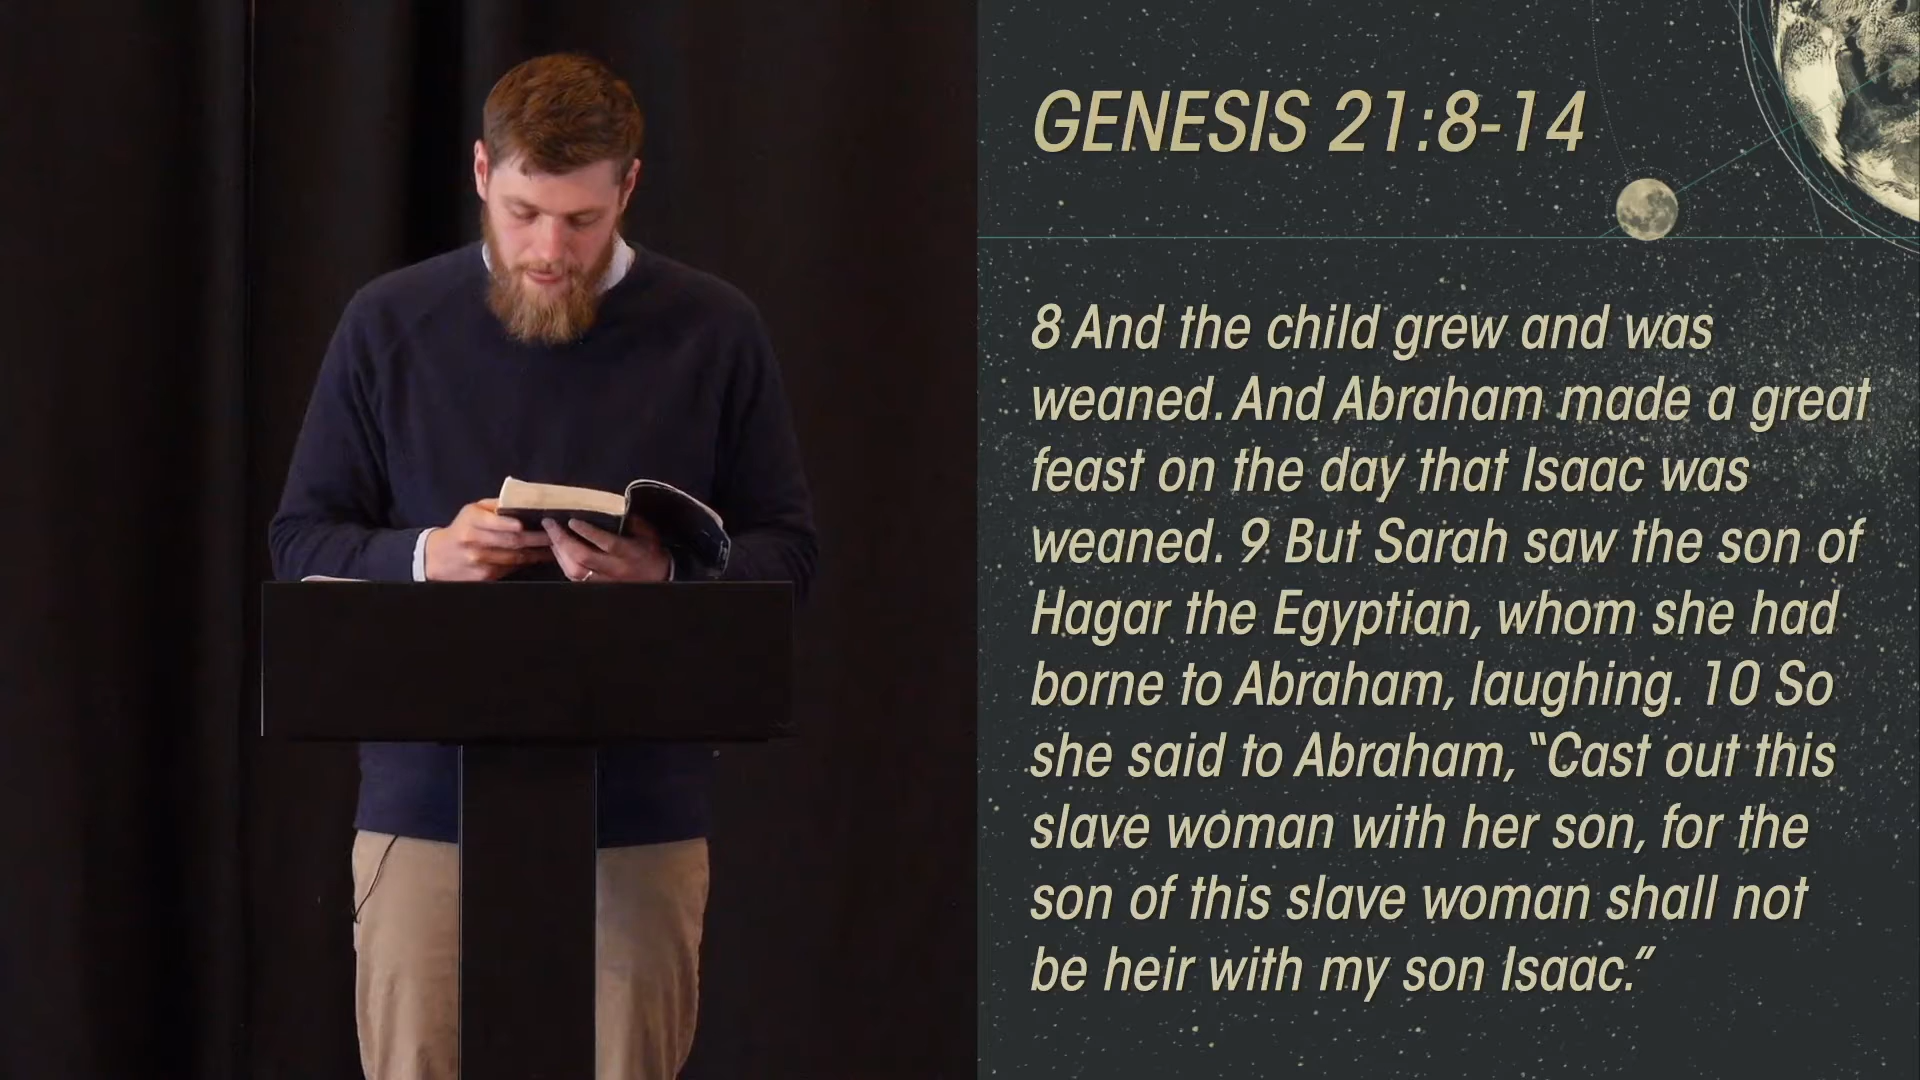 GENESIS 21:8-14
8 And the child grew and was
weaned. And Abraham made a great
feast on the day that Isaac was
weaned. 9 But Sarah saw the son of
Hagar the Egyptian, whom she had
borne to Abraham, laughing. 10 So
she said to Abraham, “Cast out this
slave woman with her son, for the
son of this slave woman shall not
be heir with my son Isaac.”